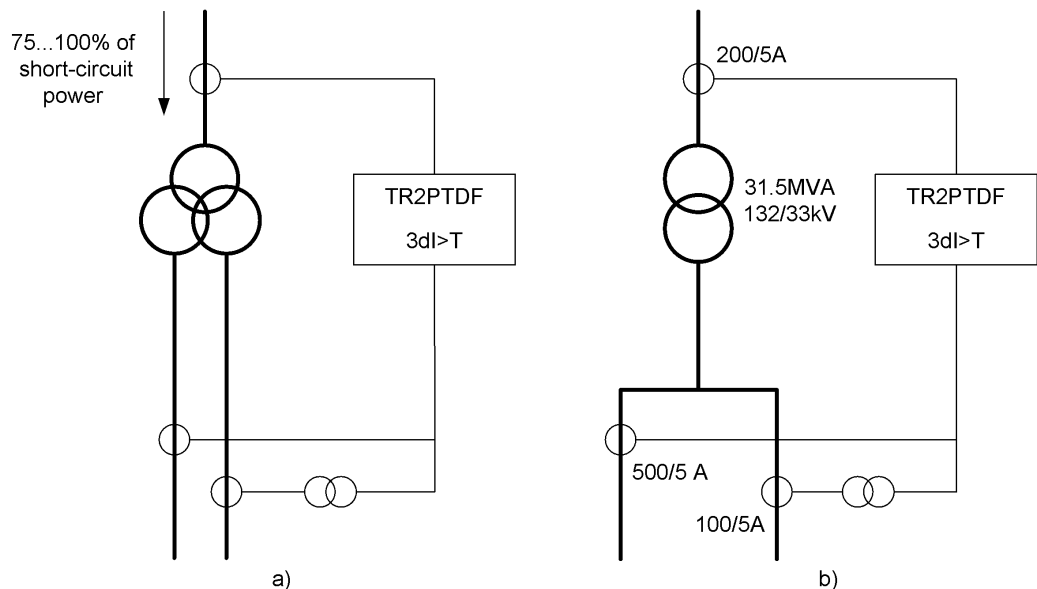 75...100% of
short-circuit
power
TR2PTDF
3dI>T
a)
200/5A
31.5MVA
132/33kV
TR2PTDF
3dI>T
500/5 A
100/5A
b)